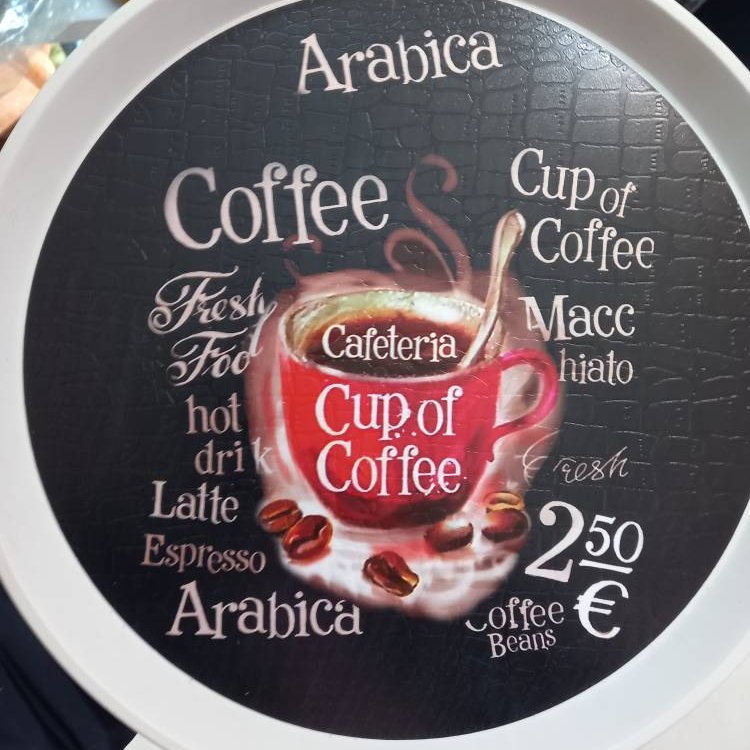 Arabica
Coffee
Cup of
Coffee
Fresh
Food
Macc
hiato
Cafeteria
Cup of
Coffee
hot
drik
Latte
Espresso
Arabica
Fresh
2 50
€
Coffee
Beans